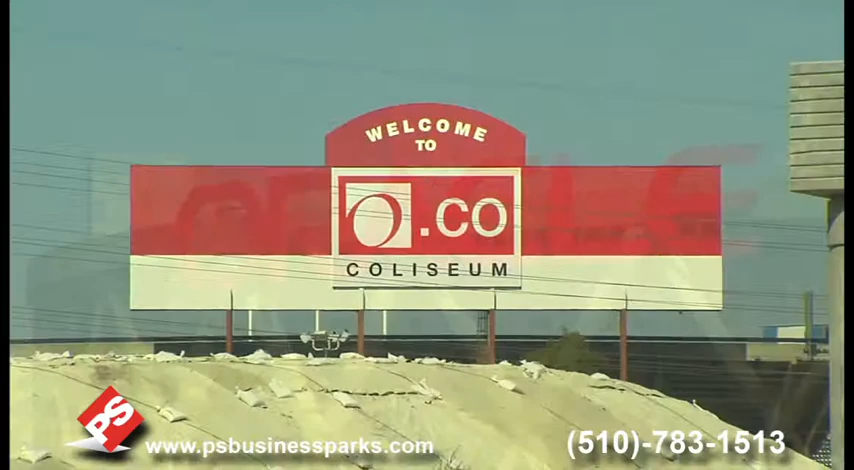 WELCOME
TO
O.CO
COLISEUM
PS
www.psbusinessparks.com
(510)-783-1513